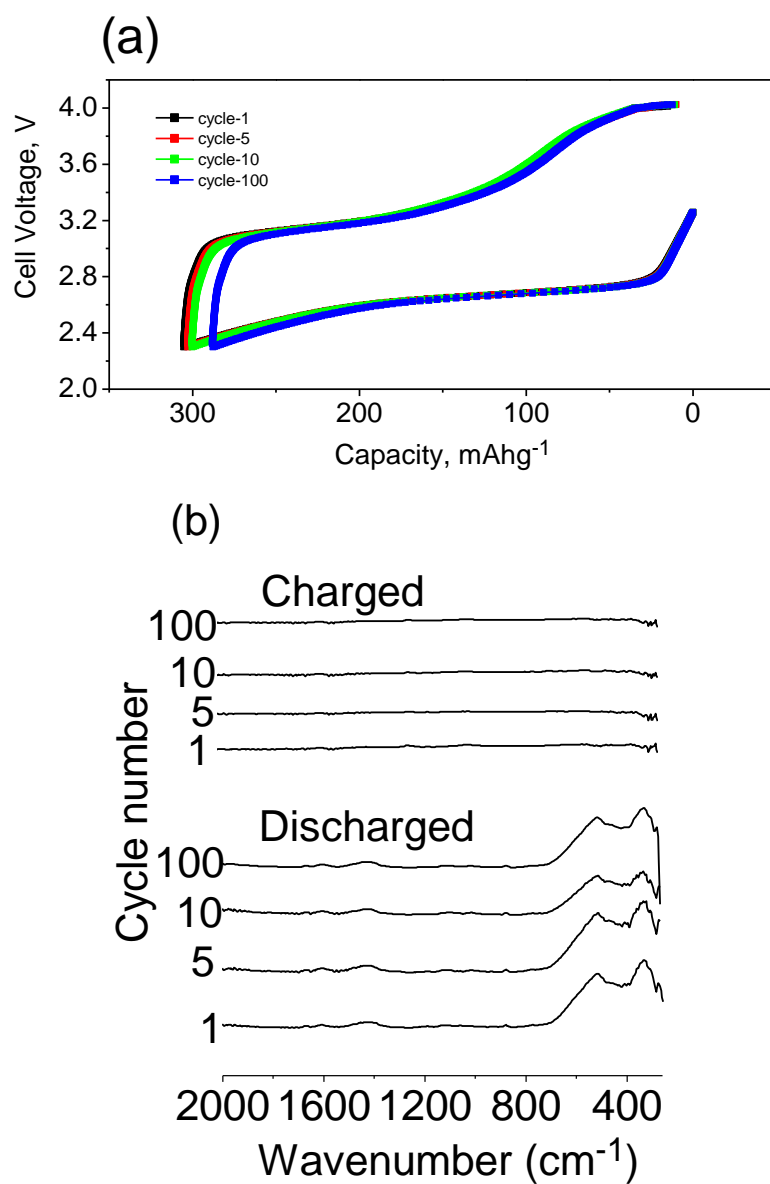 (a)
4.0
3.6
3.2
2.8
2.4
2.0
Cell Voltage, V
cycle-1
cycle-5
cycle-10
cycle-100
300 200 100 0
Capacity, mAhg⁻¹
(b)
Charged
100
10
5
1
Cycle number
Discharged
100
10
5
1
2000 1600 1200 800 400
Wavenumber (cm⁻¹)